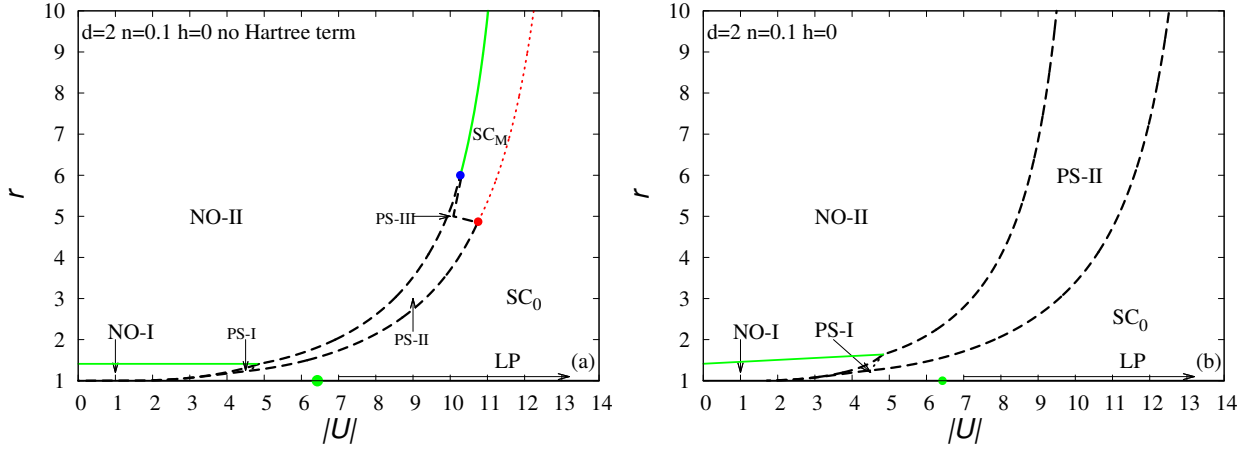 d=2 n=0.1 h=0 no Hartree term
10
9
8
7
6
5
4
3
2
1
r
SC_M
PS-III
NO-II
SC_0
NO-I
PS-I
PS-II
LP
(a)
0 1 2 3 4 5 6 7 8 9 10 11 12 13 14
|U|
d=2 n=0.1 h=0
10
9
8
7
6
5
4
3
2
1
r
PS-II
NO-II
SC_0
NO-I
PS-I
LP
(b)
0 1 2 3 4 5 6 7 8 9 10 11 12 13 14
|U|